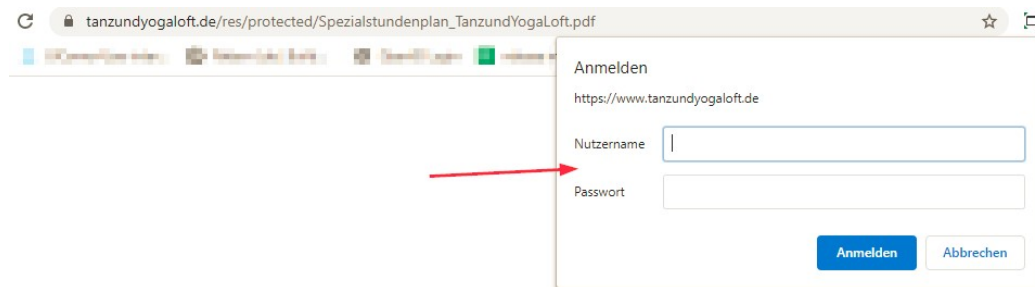 tanzundyogaloft.de/res/protected/Spezialstundenplan_TanzundYogaLoft.pdf
Anmelden
https://www.tanzundyogaloft.de
Nutzername
Passwort
Anmelden Abbrechen